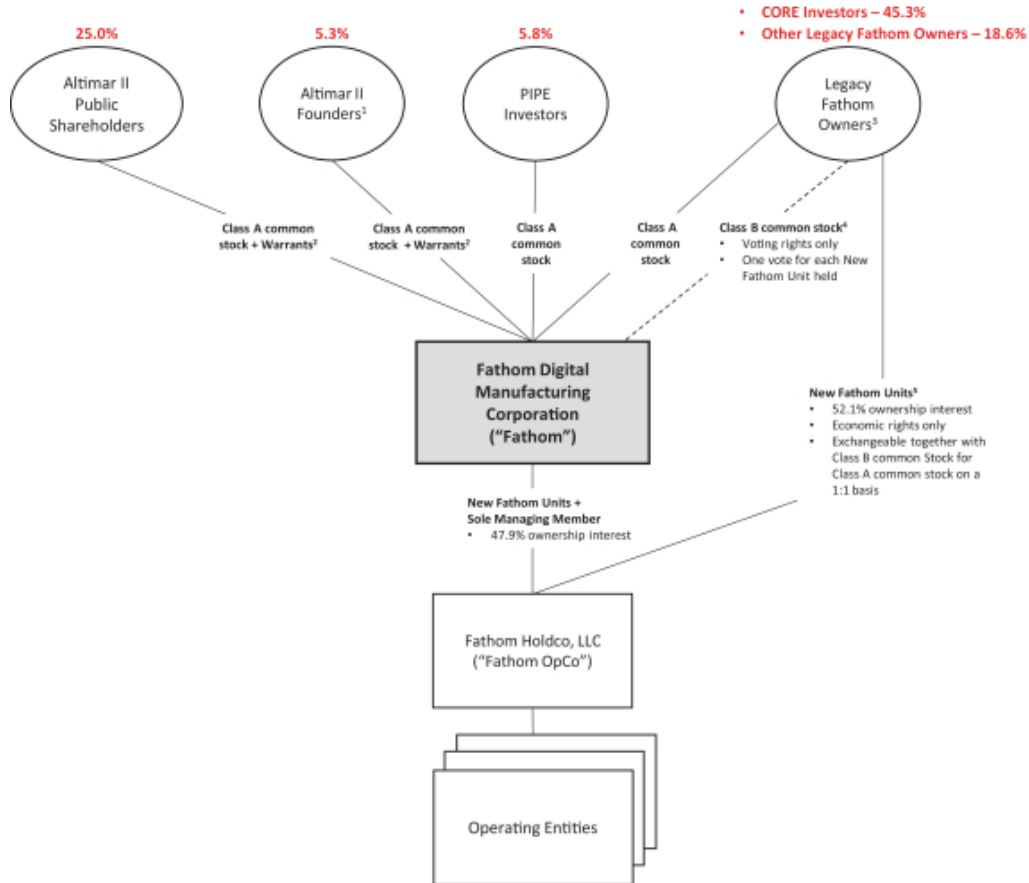 • CORE Investors – 45.3%
• Other Legacy Fathom Owners – 18.6%
25.0%
5.3%
5.8%
Altimar II
Public
Shareholders
Altimar II
Founders¹
PIPE
Investors
Legacy
Fathom
Owners³
Class A common
stock + Warrants²
Class A common
stock + Warrants²
Class A
common
stock
Class A
common
stock
Class B common stock⁴
• Voting rights only
• One vote for each New
Fathom Unit held
Fathom Digital
Manufacturing
Corporation
("Fathom")
New Fathom Units⁵
• 52.1% ownership interest
• Economic rights only
• Exchangeable together with
Class B common Stock for
Class A common stock on a
1:1 basis
New Fathom Units +
Sole Managing Member
• 47.9% ownership interest
Fathom Holdco, LLC
("Fathom OpCo")
Operating Entities